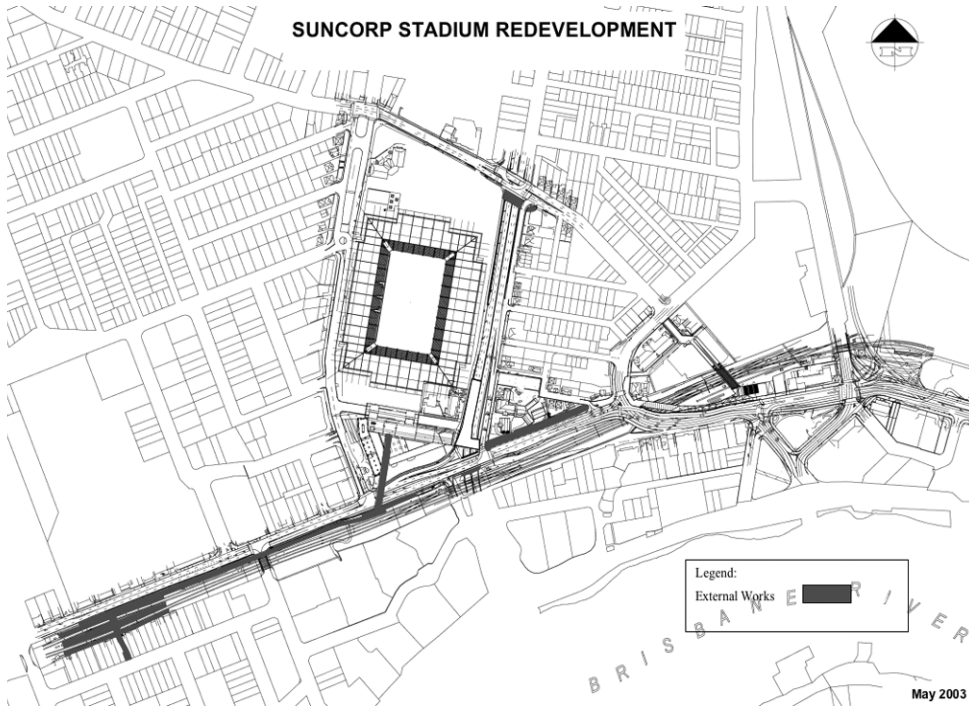 SUNCORP STADIUM REDEVELOPMENT
Legend:
External Works
BRISBANE RIVER
May 2003